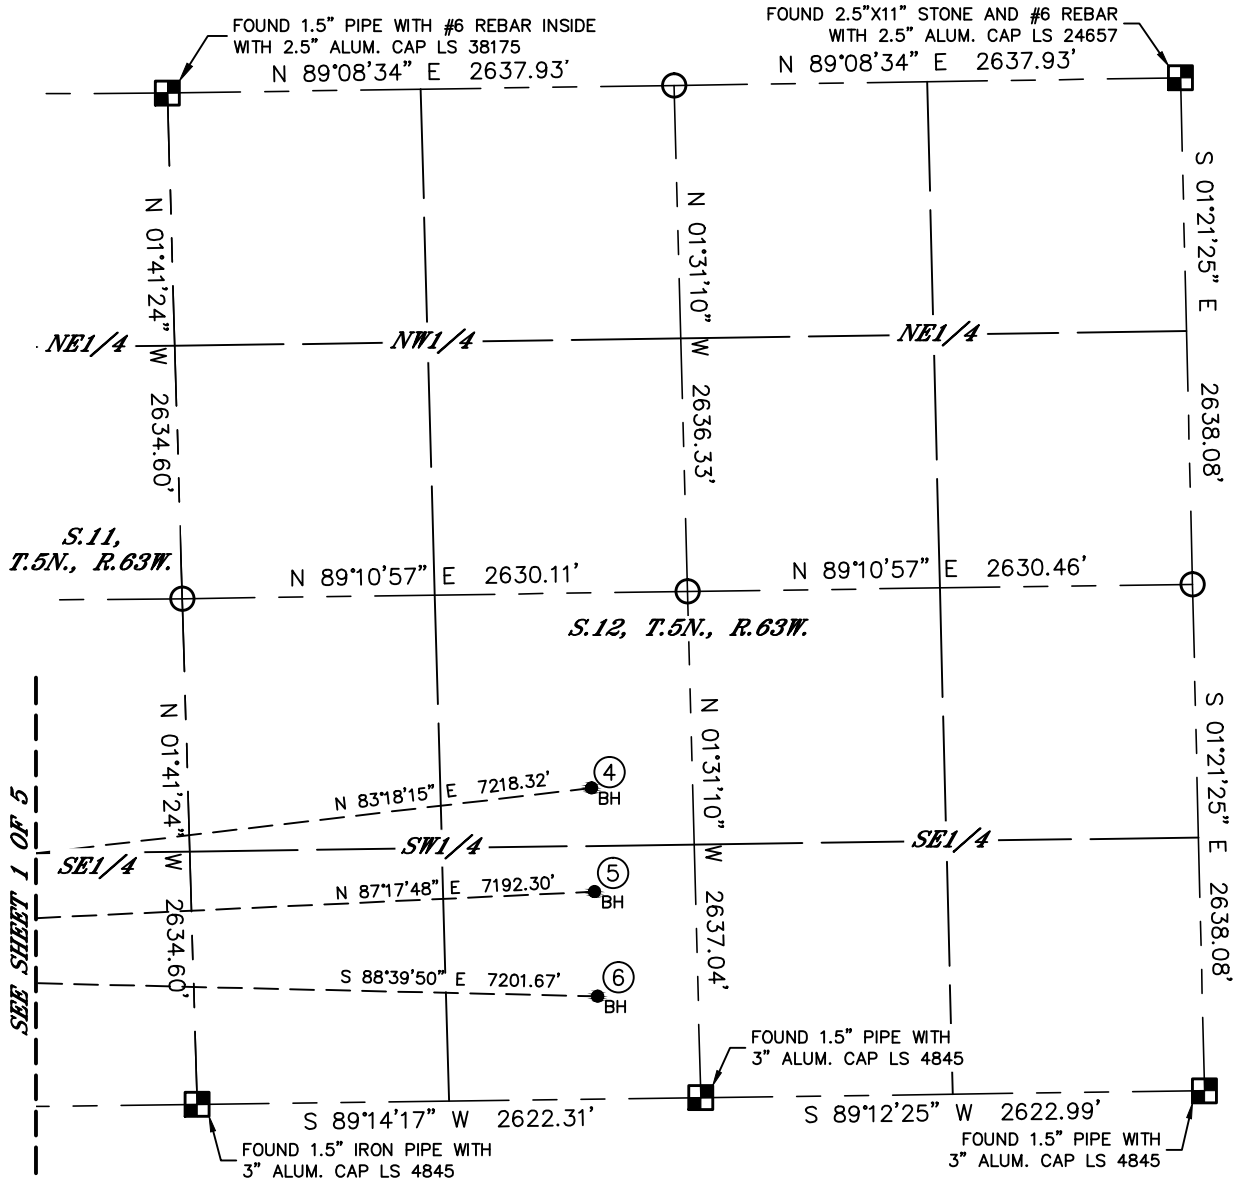 FOUND 1.5" PIPE WITH #6 REBAR INSIDE
WITH 2.5" ALUM. CAP LS 38175
FOUND 2.5"X11" STONE AND #6 REBAR
WITH 2.5" ALUM. CAP LS 24657
N 89°08'34" E 2637.93'
N 89°08'34" E 2637.93'
N 01°41'24" W 2634.60'
N 01°31'10" W 2636.33'
S 01°21'25" E 2638.08'
NE1/4
NW1/4
NE1/4
S.11,
T.5N., R.63W.
N 89°10'57" E 2630.11'
N 89°10'57" E 2630.46'
S.12, T.5N., R.63W.
N 01°41'24" W 2634.60'
N 01°31'10" W 2637.04'
S 01°21'25" E 2638.08'
N 83°18'15" E 7218.32'
4
BH
SE1/4
SW1/4
SE1/4
N 87°17'48" E 7192.30'
5
BH
S 88°39'50" E 7201.67'
6
BH
SEE SHEET 1 OF 5
FOUND 1.5" PIPE WITH
3" ALUM. CAP LS 4845
S 89°14'17" W 2622.31'
S 89°12'25" W 2622.99'
FOUND 1.5" IRON PIPE WITH
3" ALUM. CAP LS 4845
FOUND 1.5" PIPE WITH
3" ALUM. CAP LS 4845